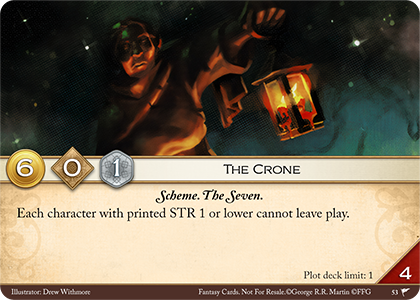 The Crone
6 0 1
Scheme. The Seven.
Each character with printed STR 1 or lower cannot leave play.
Plot deck limit: 1
4
Illustrator: Drew Withmore Fantasy Cards. Not For Resale. ©George R.R. Martin ©FFG 53